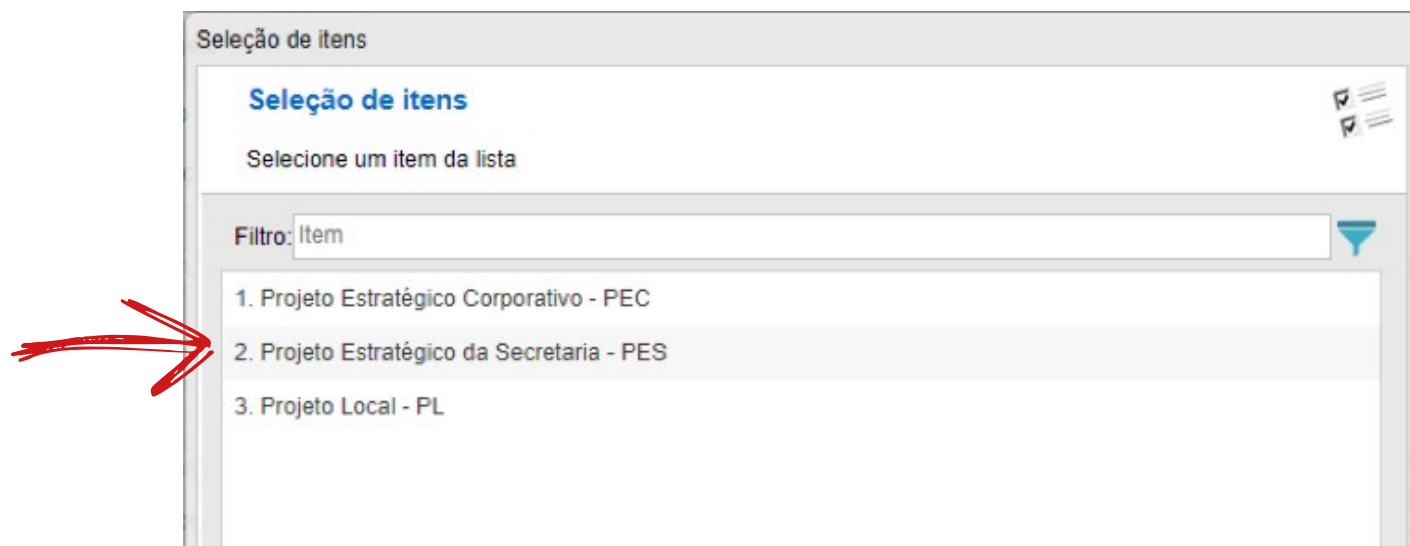 Seleção de itens
Seleção de itens
Selecione um item da lista
Filtro: Item
1. Projeto Estratégico Corporativo - PEC
2. Projeto Estratégico da Secretaria - PES
3. Projeto Local - PL